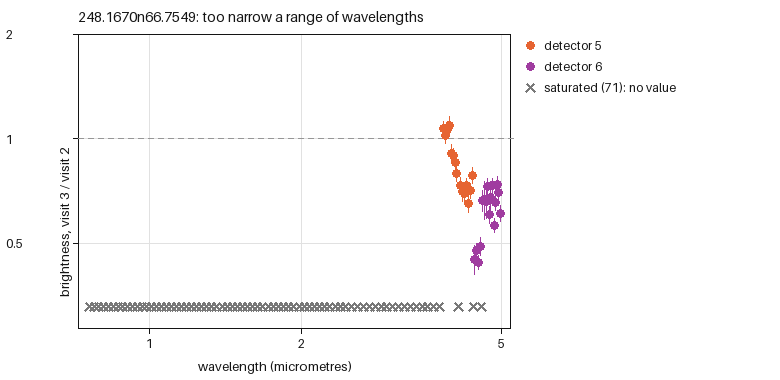 248.1670n66.7549: too narrow a range of wavelengths
2
1
0.5
brightness, visit 3 / visit 2
1
2
5
wavelength (micrometres)
detector 5
detector 6
saturated (71): no value